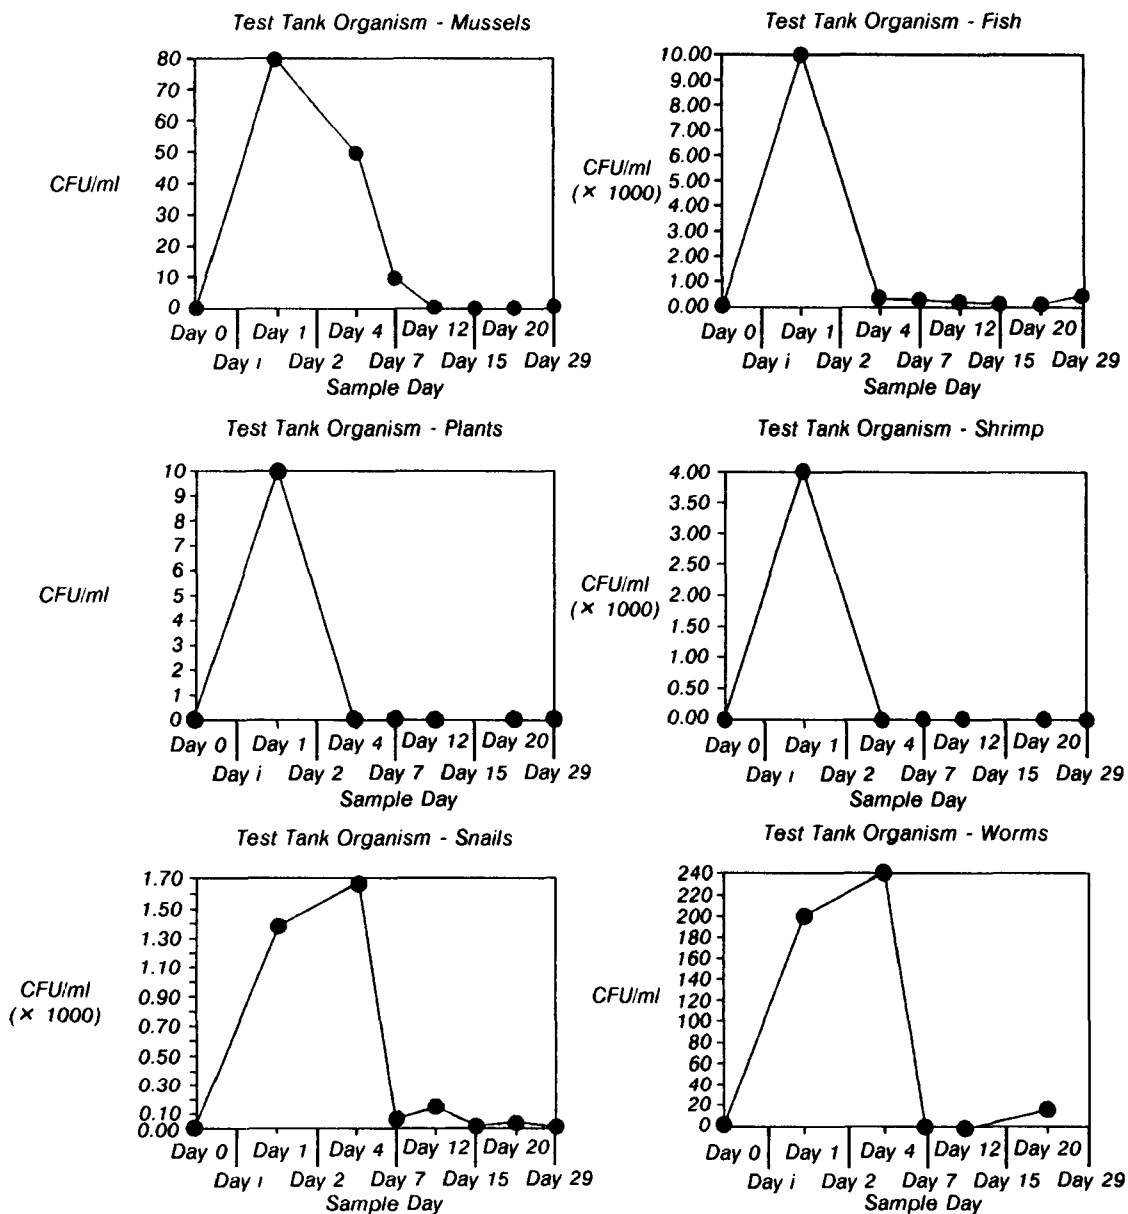 Test Tank Organism - Mussels
80
70
60
50
40
30
20
10
0
CFU/ml
Day 0
Day 1
Day 4
Day 12
Day 20
Day i
Day 2
Day 7
Day 15
Day 29
Sample Day
Test Tank Organism - Fish
10.00
9.00
8.00
7.00
6.00
5.00
4.00
3.00
2.00
1.00
0.00
CFU/ml
(× 1000)
Day 0
Day 1
Day 4
Day 12
Day 20
Day i
Day 2
Day 7
Day 15
Day 29
Sample Day
Test Tank Organism - Plants
10
9
8
7
6
5
4
3
2
1
0
CFU/ml
Day 0
Day 1
Day 4
Day 12
Day 20
Day i
Day 2
Day 7
Day 15
Day 29
Sample Day
Test Tank Organism - Shrimp
4.00
3.50
3.00
2.50
2.00
1.50
1.00
0.50
0.00
CFU/ml
(× 1000)
Day 0
Day 1
Day 4
Day 12
Day 20
Day i
Day 2
Day 7
Day 15
Day 29
Sample Day
Test Tank Organism - Snails
1.70
1.50
1.30
1.10
0.90
0.70
0.50
0.30
0.10
0.00
CFU/ml
(× 1000)
Day 0
Day 1
Day 4
Day 12
Day 20
Day i
Day 2
Day 7
Day 15
Day 29
Sample Day
Test Tank Organism - Worms
240
220
200
180
160
140
120
100
80
60
40
20
0
CFU/ml
Day 0
Day 1
Day 4
Day 12
Day 20
Day i
Day 2
Day 7
Day 15
Day 29
Sample Day